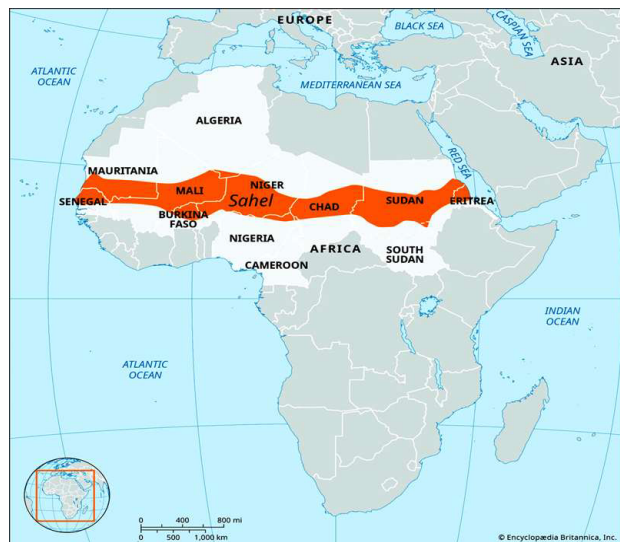 EUROPE
BLACK SEA
CASPIAN SEA
ASIA
ATLANTIC
OCEAN
MEDITERRANEAN SEA
ALGERIA
RED SEA
MAURITANIA
MALI
NIGER
SENEGAL
Sahel
CHAD
SUDAN
ERITREA
BURKINA
FASO
NIGERIA
AFRICA
SOUTH
SUDAN
CAMEROON
INDIAN
OCEAN
ATLANTIC
OCEAN
0 400 800 mi
0 500 1,000 km
© Encyclopædia Britannica, Inc.